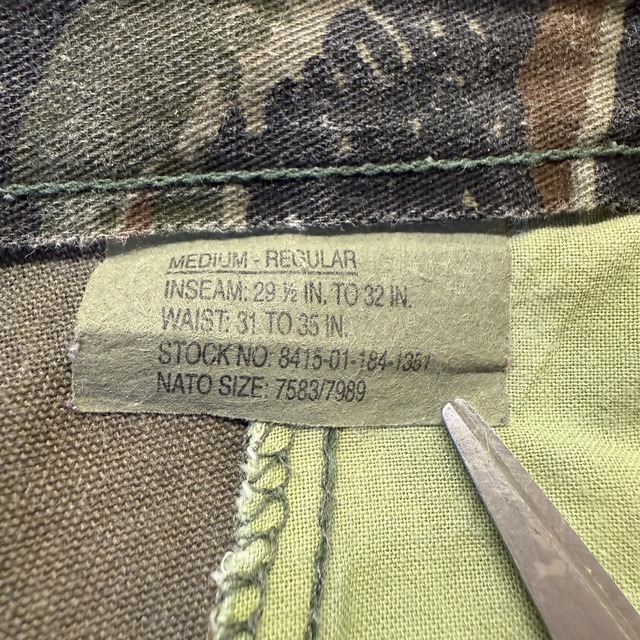 MEDIUM - REGULAR
INSEAM: 29 ½ IN. TO 32 IN.
WAIST: 31 TO 35 IN.
STOCK NO: 8415-01-184-1351
NATO SIZE: 7583/7989